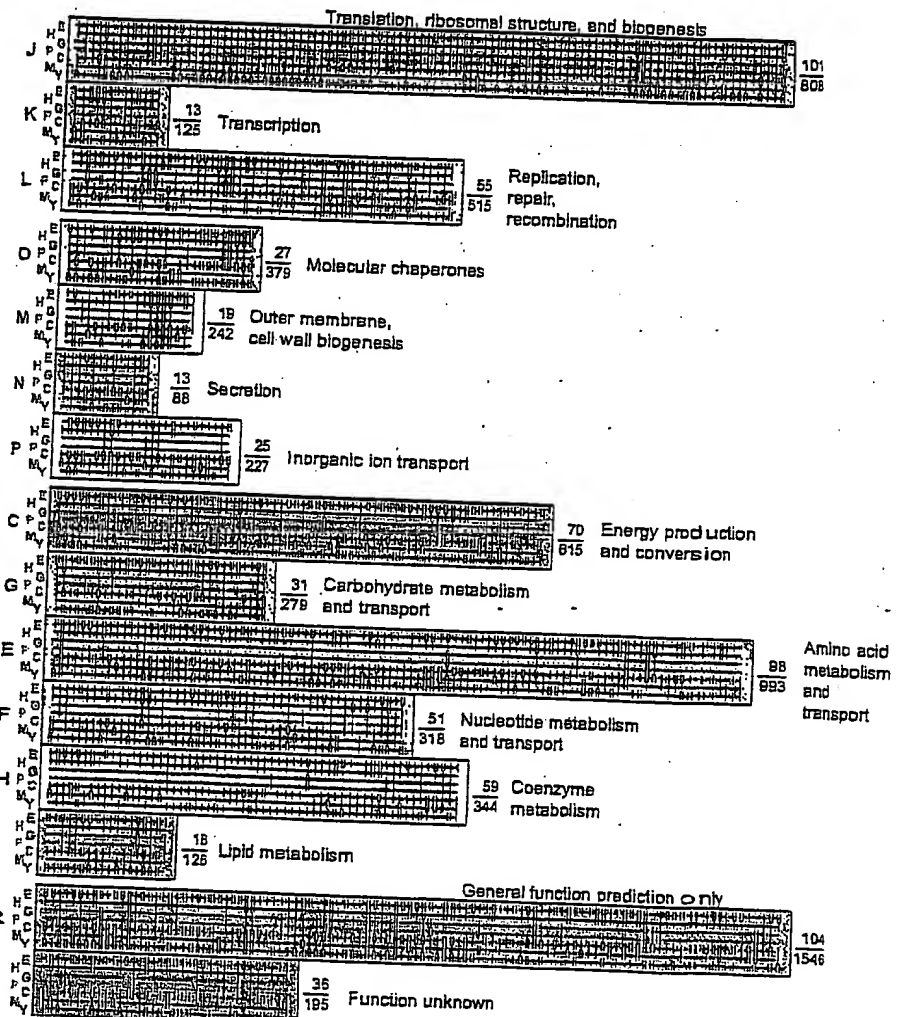 Translation, ribosomal structure, and biogenesis
J
H E
P G
M C
Y
101
808
K
H E
P G
M C
Y
13
125
Transcription
L
H E
P G
M C
Y
55
515
Replication,
repair,
recombination
O
H E
P G
M C
Y
27
379
Molecular chaperones
M
H E
P G
M C
Y
19
242
Outer membrane,
cell wall biogenesis
N
H E
P G
M C
Y
13
88
Secretion
P
H E
P G
M C
Y
25
227
Inorganic ion transport
C
H E
P G
M C
Y
70
615
Energy production
and conversion
G
H E
P G
M C
Y
31
279
Carbohydrate metabolism
and transport
E
H E
P G
M C
Y
98
993
Amino acid
metabolism
and
transport
F
H E
P G
M C
Y
51
318
Nucleotide metabolism
and transport
H E
P G
M C
Y
59
344
Coenzyme
metabolism
H E
P G
M C
Y
18
126
Lipid metabolism
General function prediction only
H E
P G
M C
Y
104
1546
H E
P G
M C
Y
36
195
Function unknown